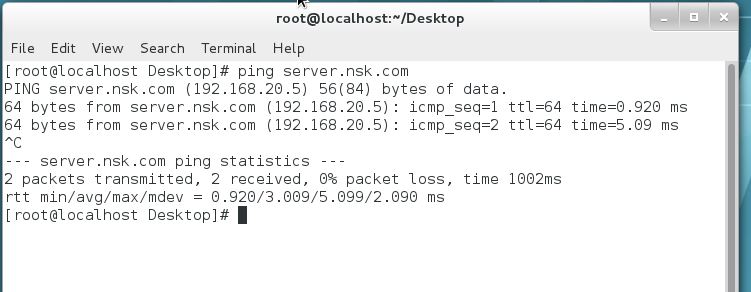 root@localhost:~/Desktop
File Edit View Search Terminal Help
[root@localhost Desktop]# ping server.nsk.com
PING server.nsk.com (192.168.20.5) 56(84) bytes of data.
64 bytes from server.nsk.com (192.168.20.5): icmp_seq=1 ttl=64 time=0.920 ms
64 bytes from server.nsk.com (192.168.20.5): icmp_seq=2 ttl=64 time=5.09 ms
^C
--- server.nsk.com ping statistics ---
2 packets transmitted, 2 received, 0% packet loss, time 1002ms
rtt min/avg/max/mdev = 0.920/3.009/5.099/2.090 ms
[root@localhost Desktop]#